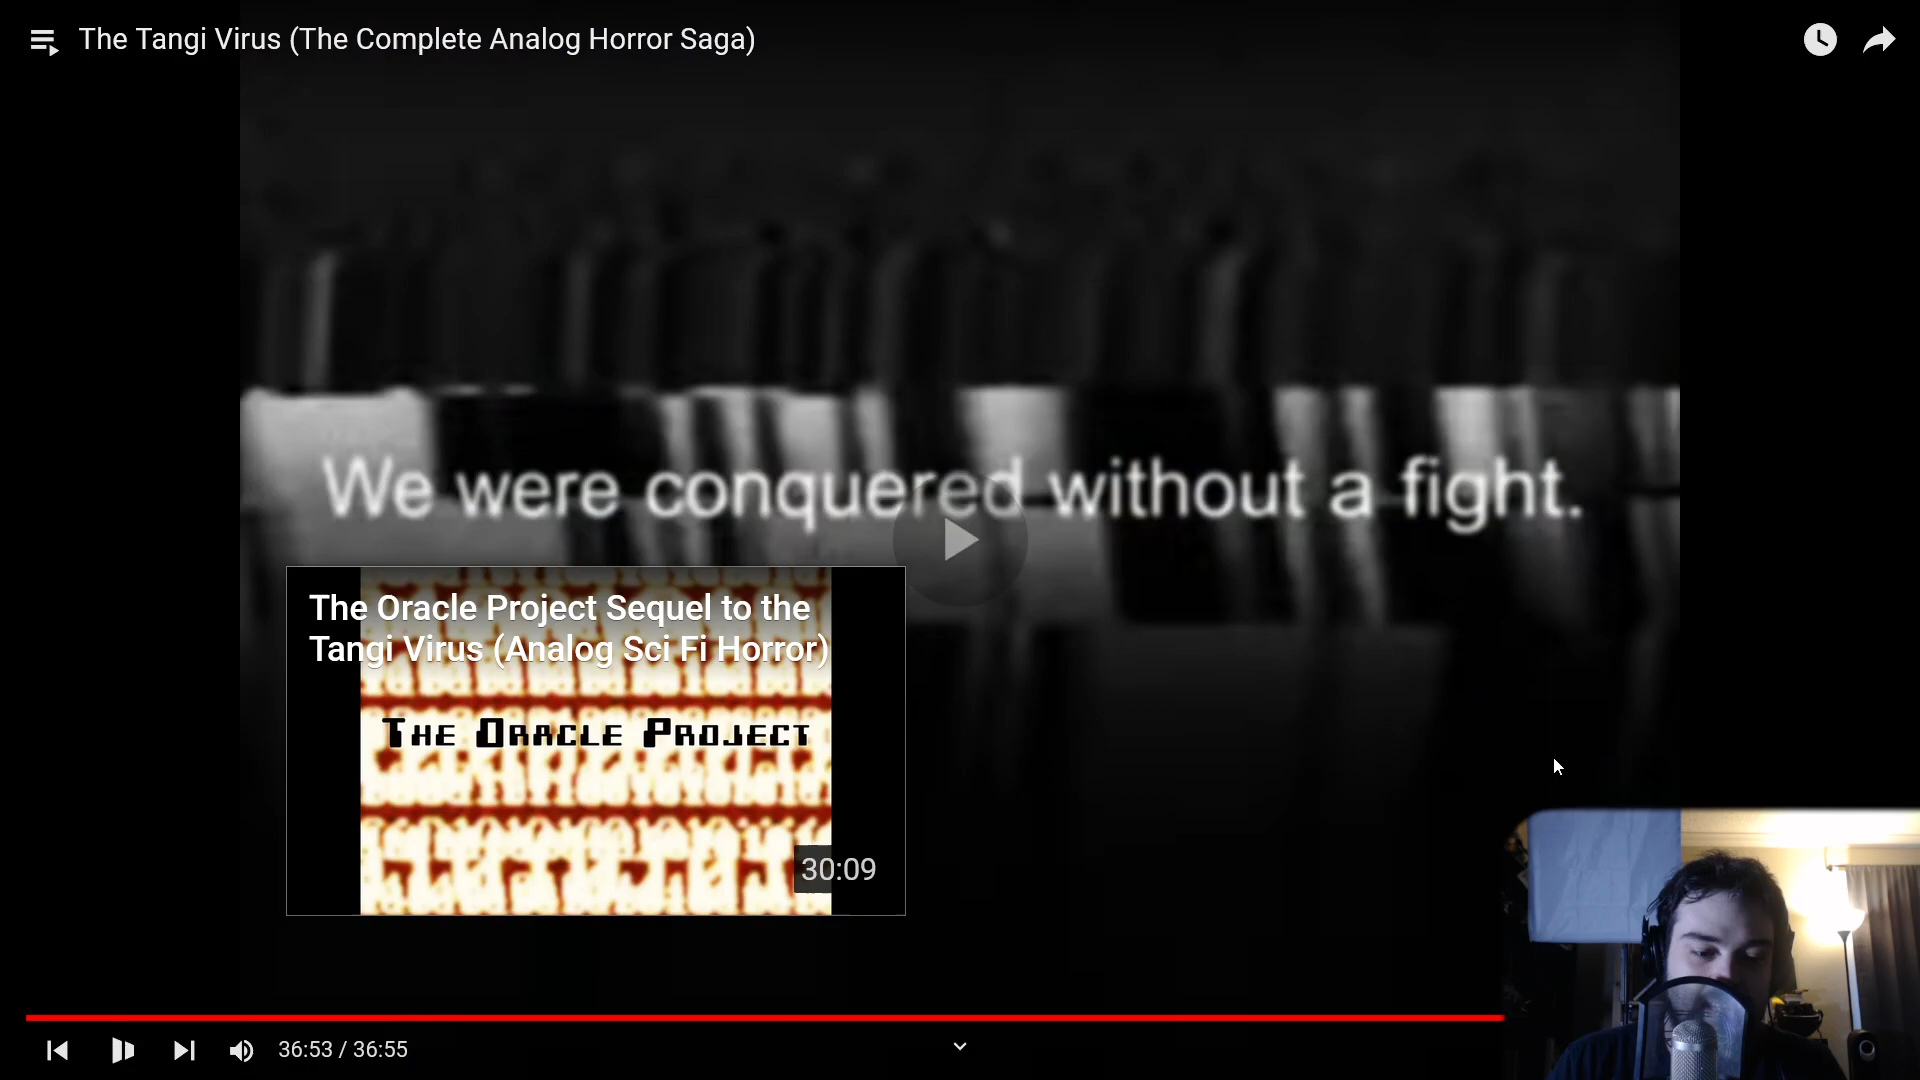 The Tangi Virus (The Complete Analog Horror Saga)
We were conquered without a fight.
The Oracle Project Sequel to the
Tangi Virus (Analog Sci Fi Horror)
THE ORACLE PROJECT
30:09
36:53 / 36:55